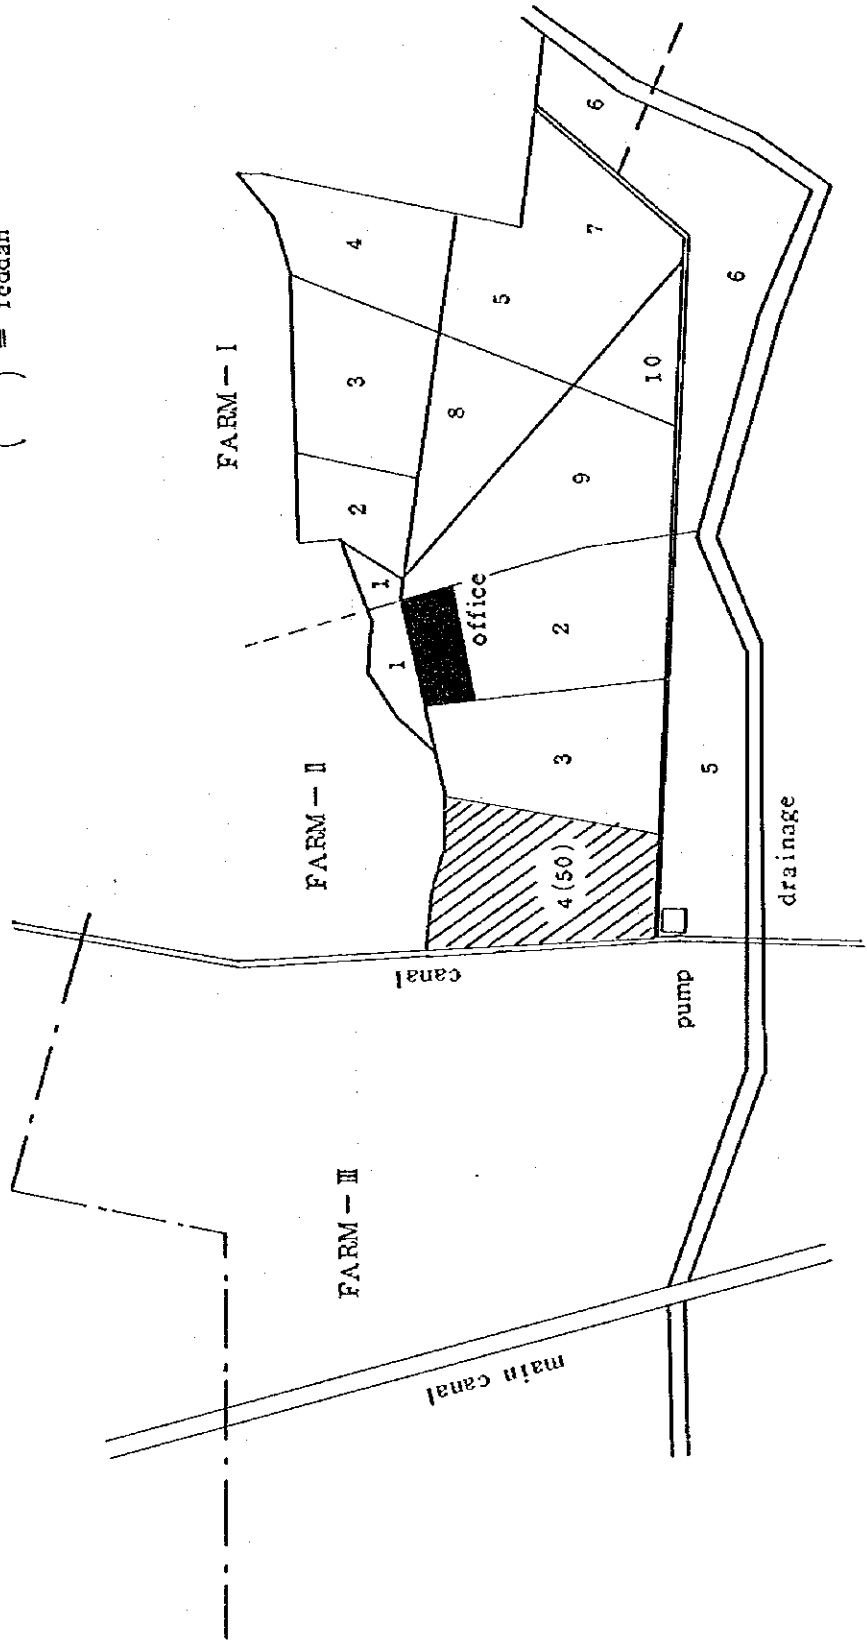 ( ) = feddan
FARM-I
FARM-II
FARM-III
1
1
2
3
4
canal
main canal
office
8
5
4(50)
3
2
9
7
6
10
pump
5
6
drainage